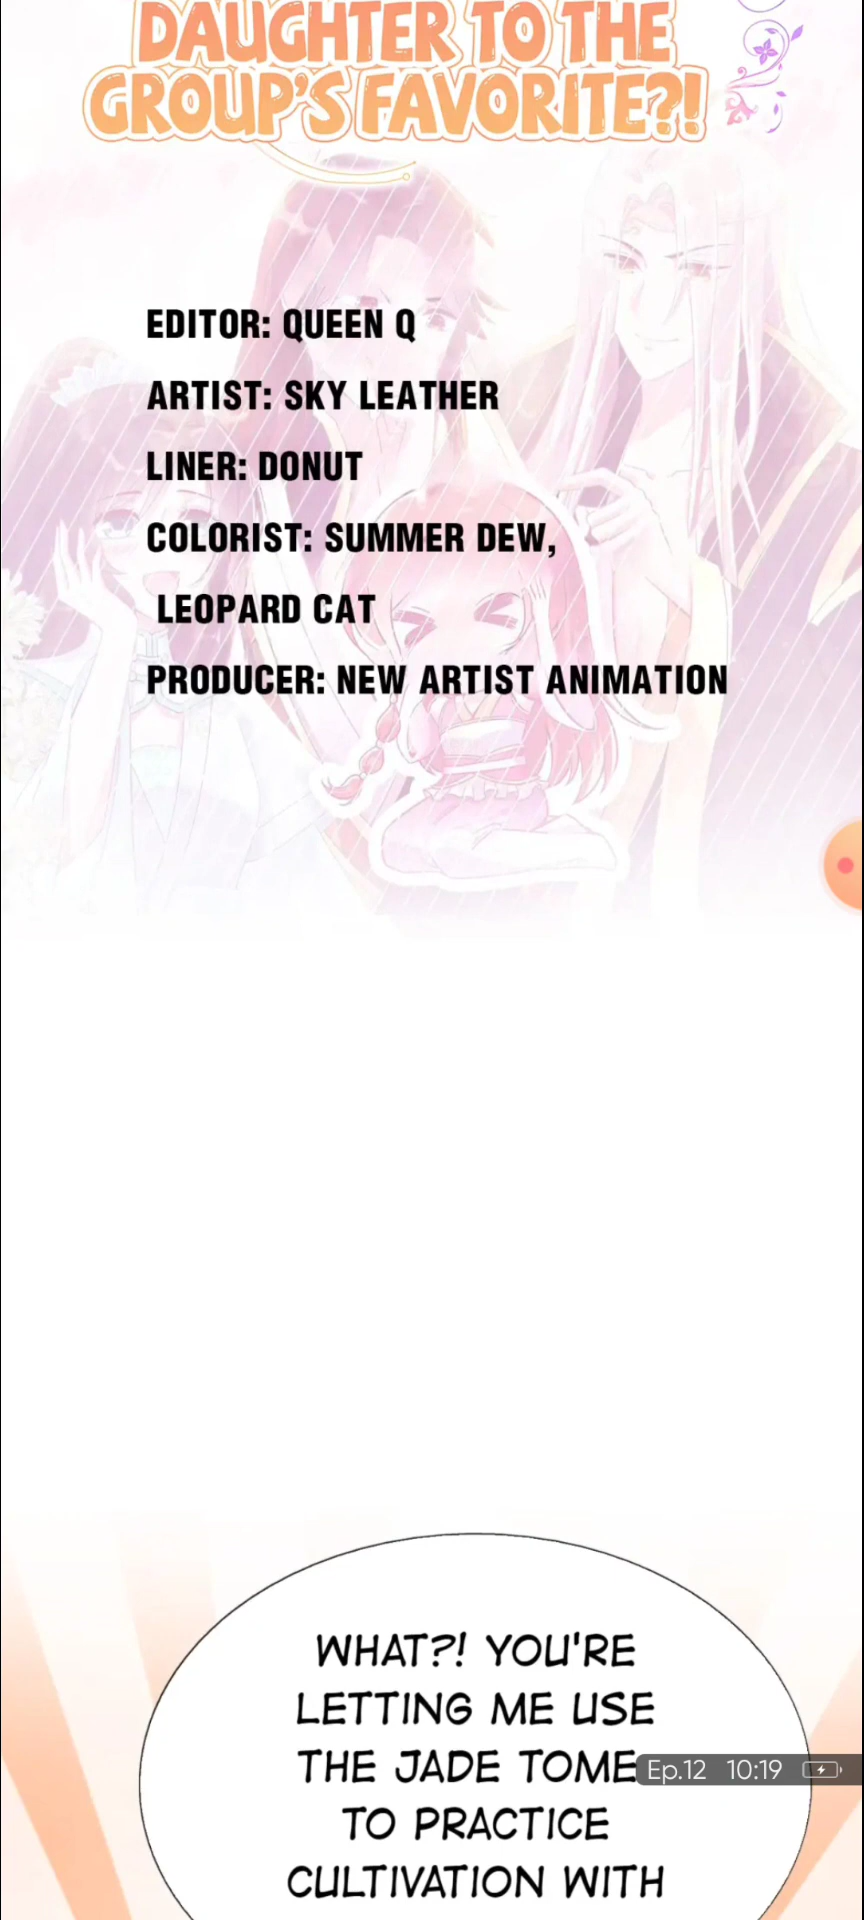 DAUGHTER TO THE
GROUP'S FAVORITE?!
EDITOR: QUEEN Q
ARTIST: SKY LEATHER
LINER: DONUT
COLORIST: SUMMER DEW,
LEOPARD CAT
PRODUCER: NEW ARTIST ANIMATION
WHAT?! YOU'RE
LETTING ME USE
THE JADE TOME
Ep.12 10:19
TO PRACTICE
CULTIVATION WITH